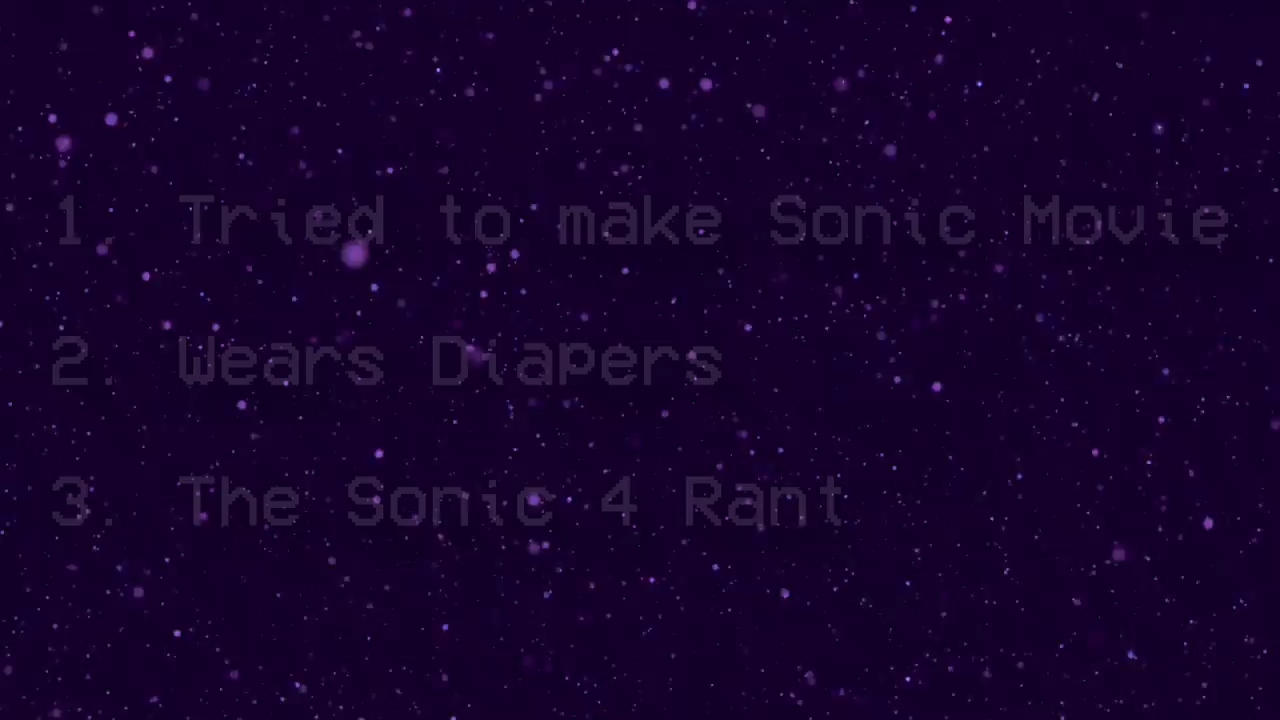 1. Tried to make Sonic Movie
2. Wears Diapers
3. The Sonic 4 Rant